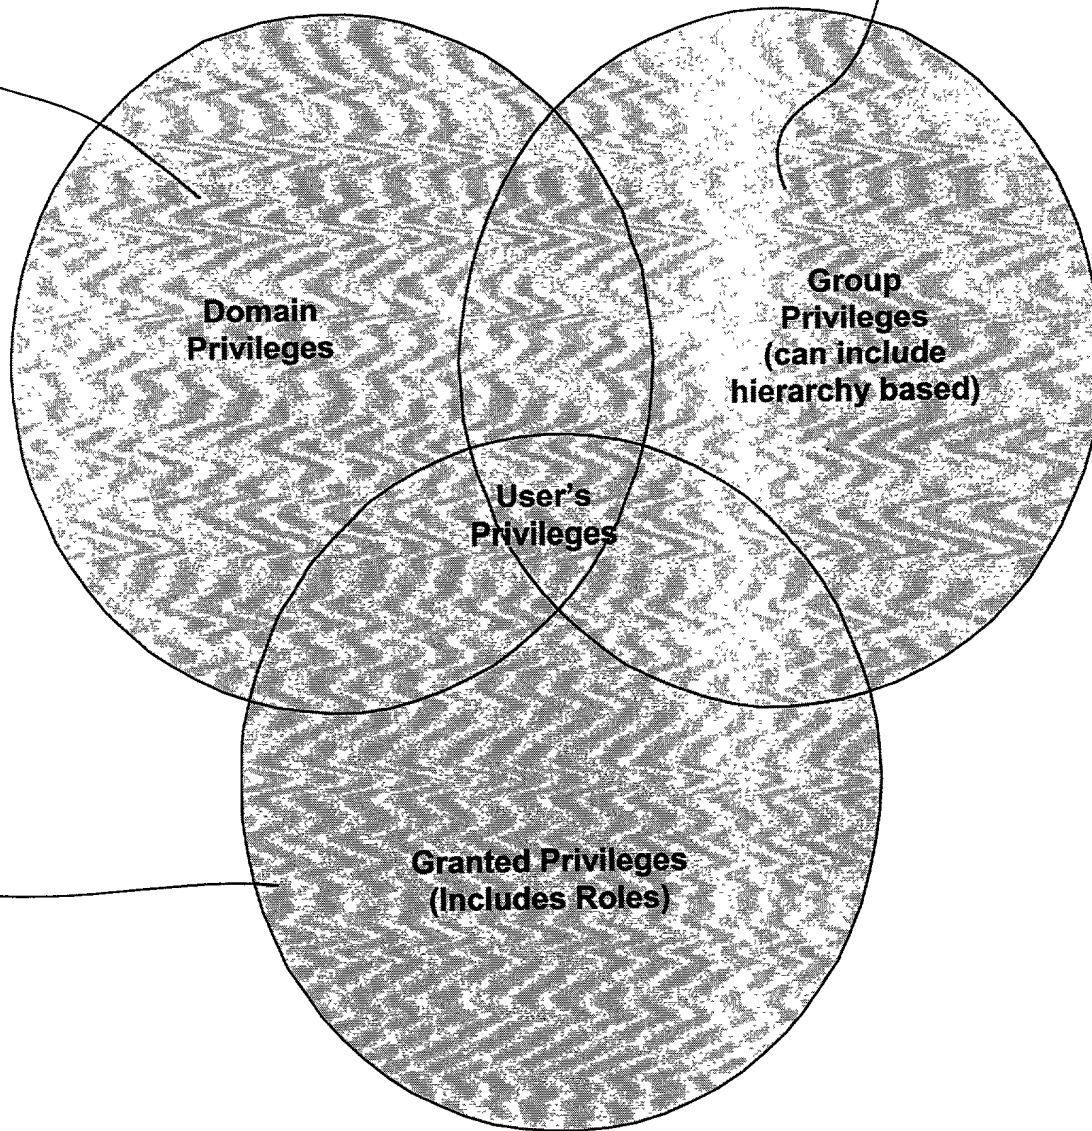 Domain
Privileges
Group
Privileges
(can include
hierarchy based)
User's
Privileges
Granted Privileges
(Includes Roles)